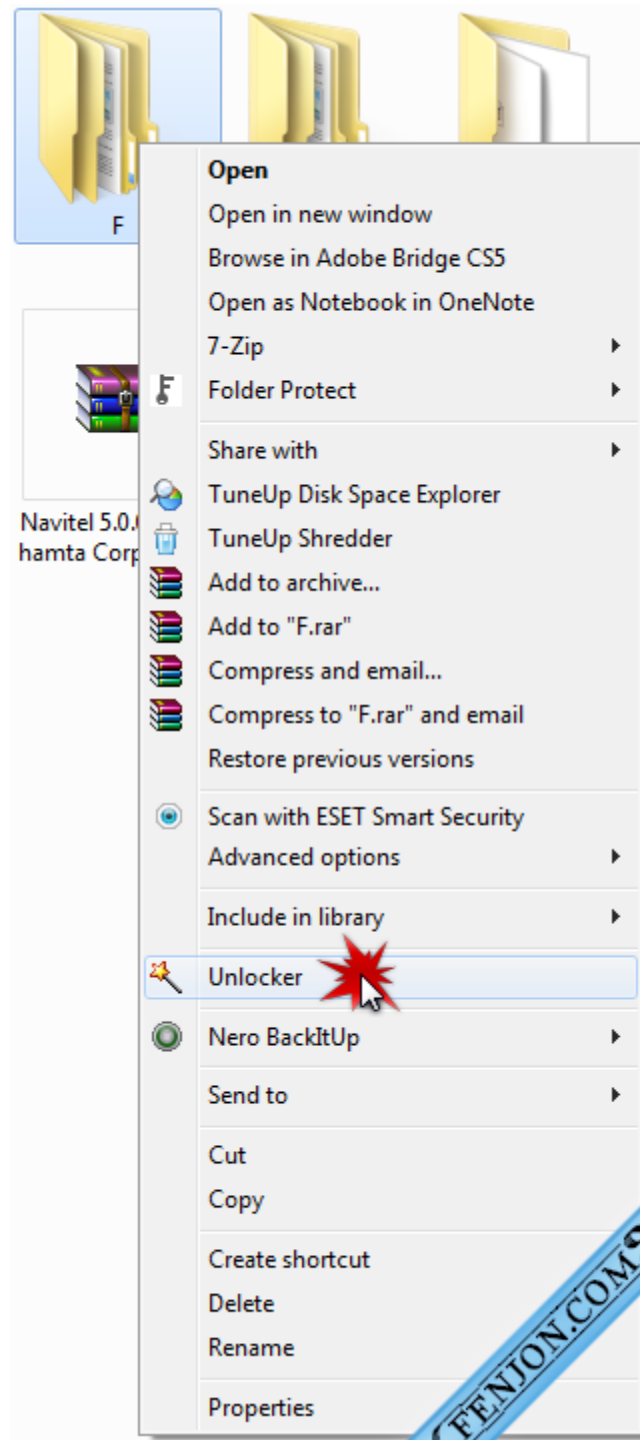 F
Open
Open in new window
Browse in Adobe Bridge CS5
Open as Notebook in OneNote
7-Zip
Folder Protect
Share with
Navitel 5.0.
hamta Corp
TuneUp Disk Space Explorer
TuneUp Shredder
Add to archive...
Add to "F.rar"
Compress and email...
Compress to "F.rar" and email
Restore previous versions
Scan with ESET Smart Security
Advanced options
Include in library
Unlocker
Nero BackItUp
Send to
Cut
Copy
Create shortcut
Delete
Rename
Properties
FENJON.COM